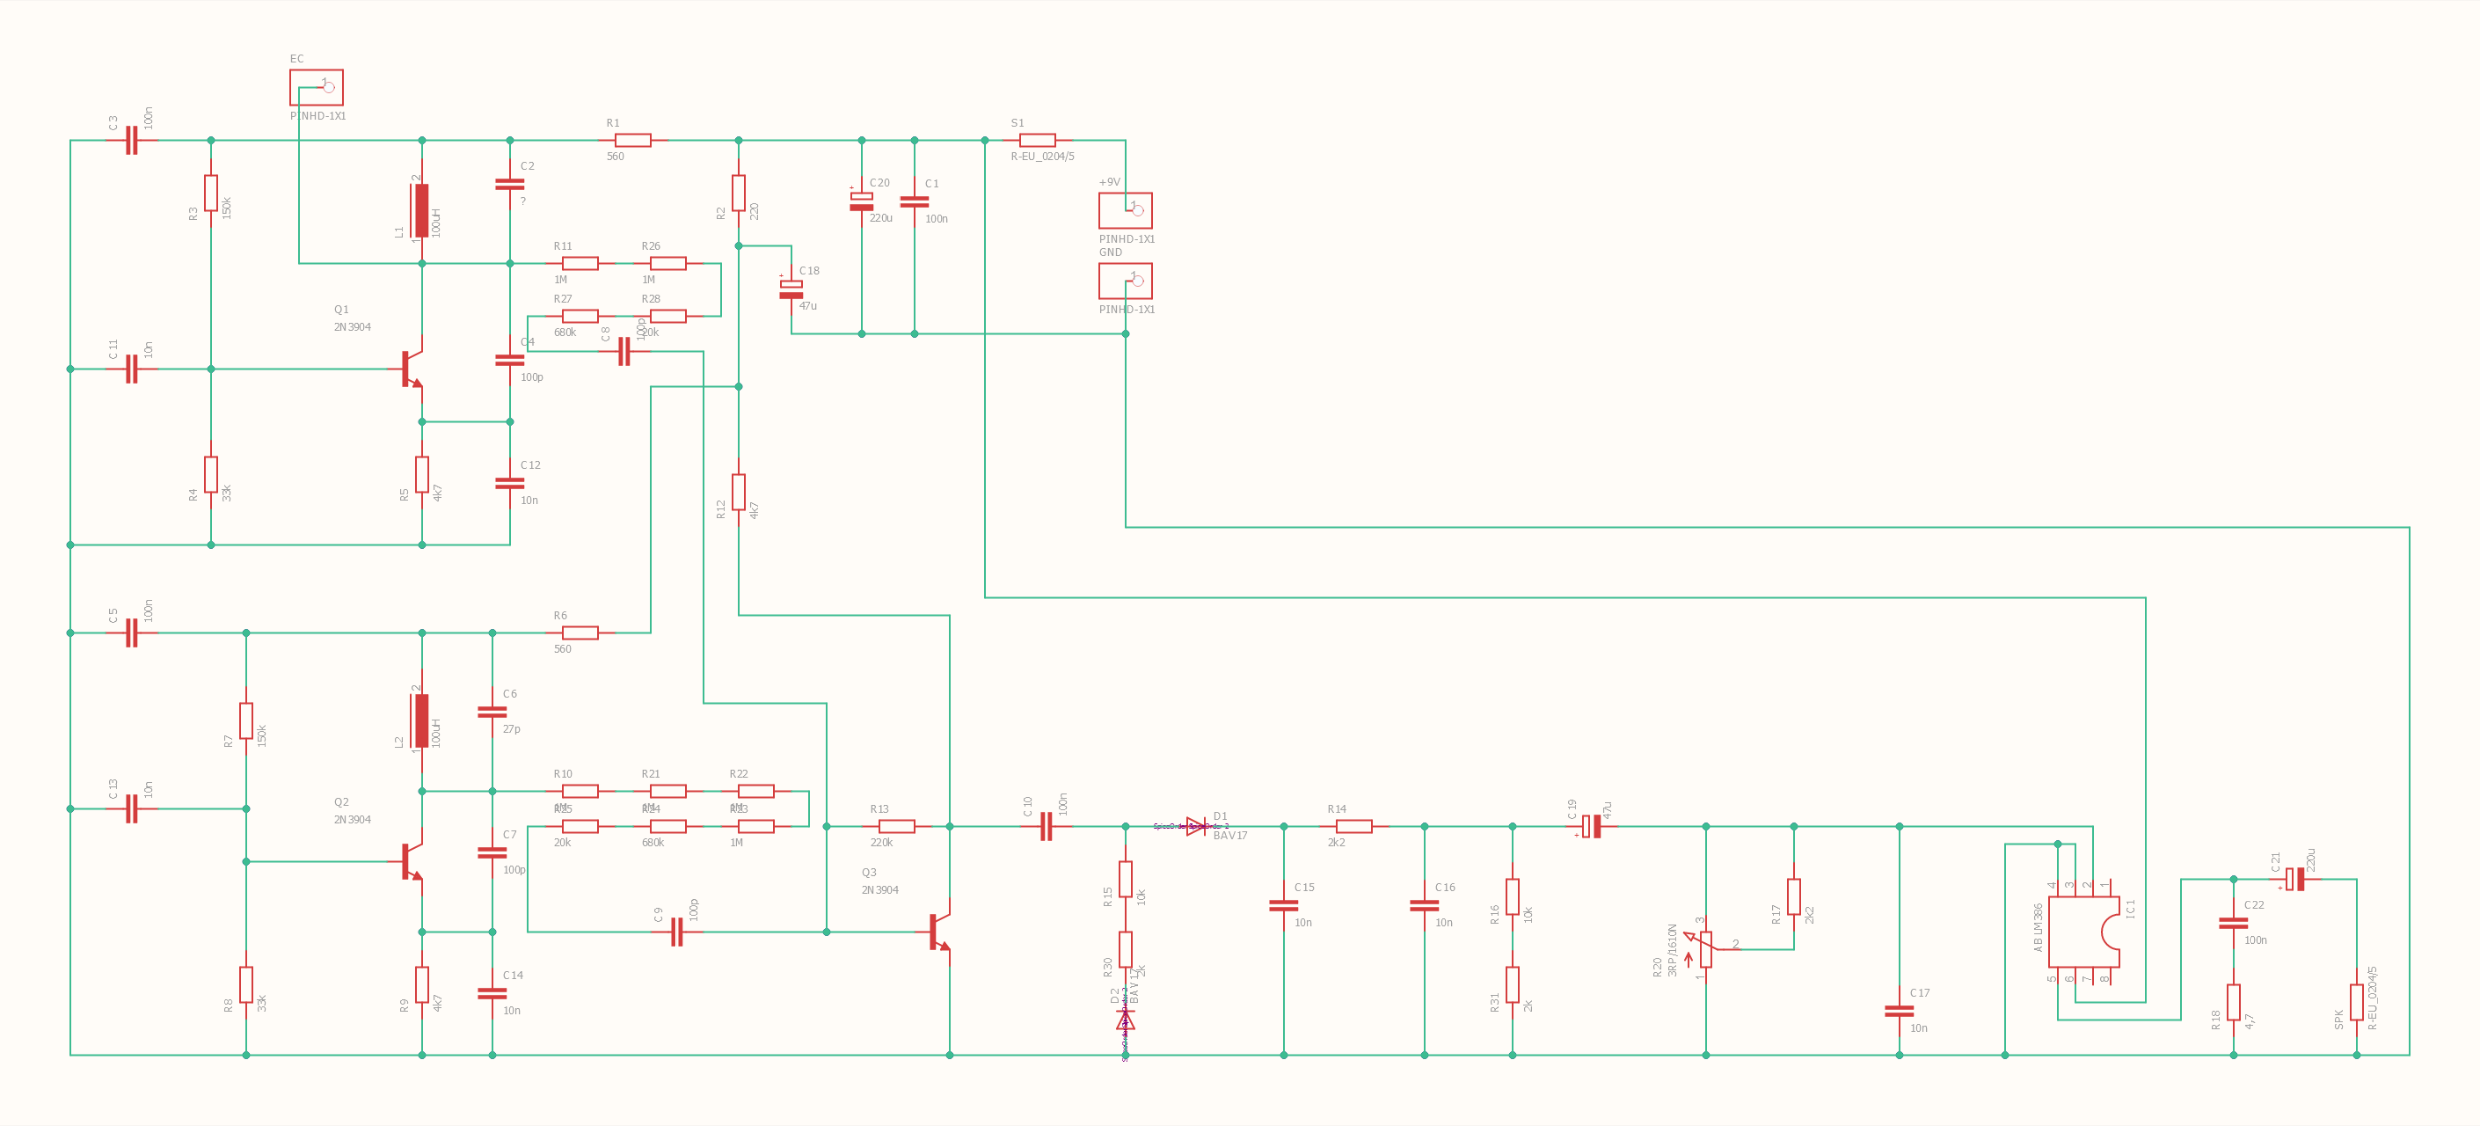 EC
1
PINHD-1X1
C3
100n
R1
560
S1
R-EU_0204/5
C2
?
R3
150k
L1
2
1
100uH
R2
220
C20
+
220u
C1
100n
+9V
1
PINHD-1X1
GND
1
PINHD-1X1
R11
1M
R26
1M
C18
+
47u
R27
680k
R28
20k
C8
100p
Q1
2N3904
C11
10n
C4
100p
R4
33k
R5
4k7
C12
10n
R12
4k7
C5
100n
R6
560
R7
150k
L2
2
1
100uH
C6
27p
C13
10n
Q2
2N3904
R10
1M
R21
1M
R22
1M
R25
20k
R24
680k
R23
1M
C7
100p
R13
220k
C9
100p
Q3
2N3904
R8
33k
R9
4k7
C14
10n
C10
100n
D1
BAV17
R14
2k2
C19
+
47u
R15
10k
R30
2k
D2
BAV17
C15
10n
C16
10n
R16
10k
R31
2k
R20
3RP/1610N
3
2
1
R17
2k2
C17
10n
ABLM386
4
3
2
1
5
6
7
8
IC1
C21
+
220u
C22
100n
R18
4,7
SPK
R-EU_0204/5